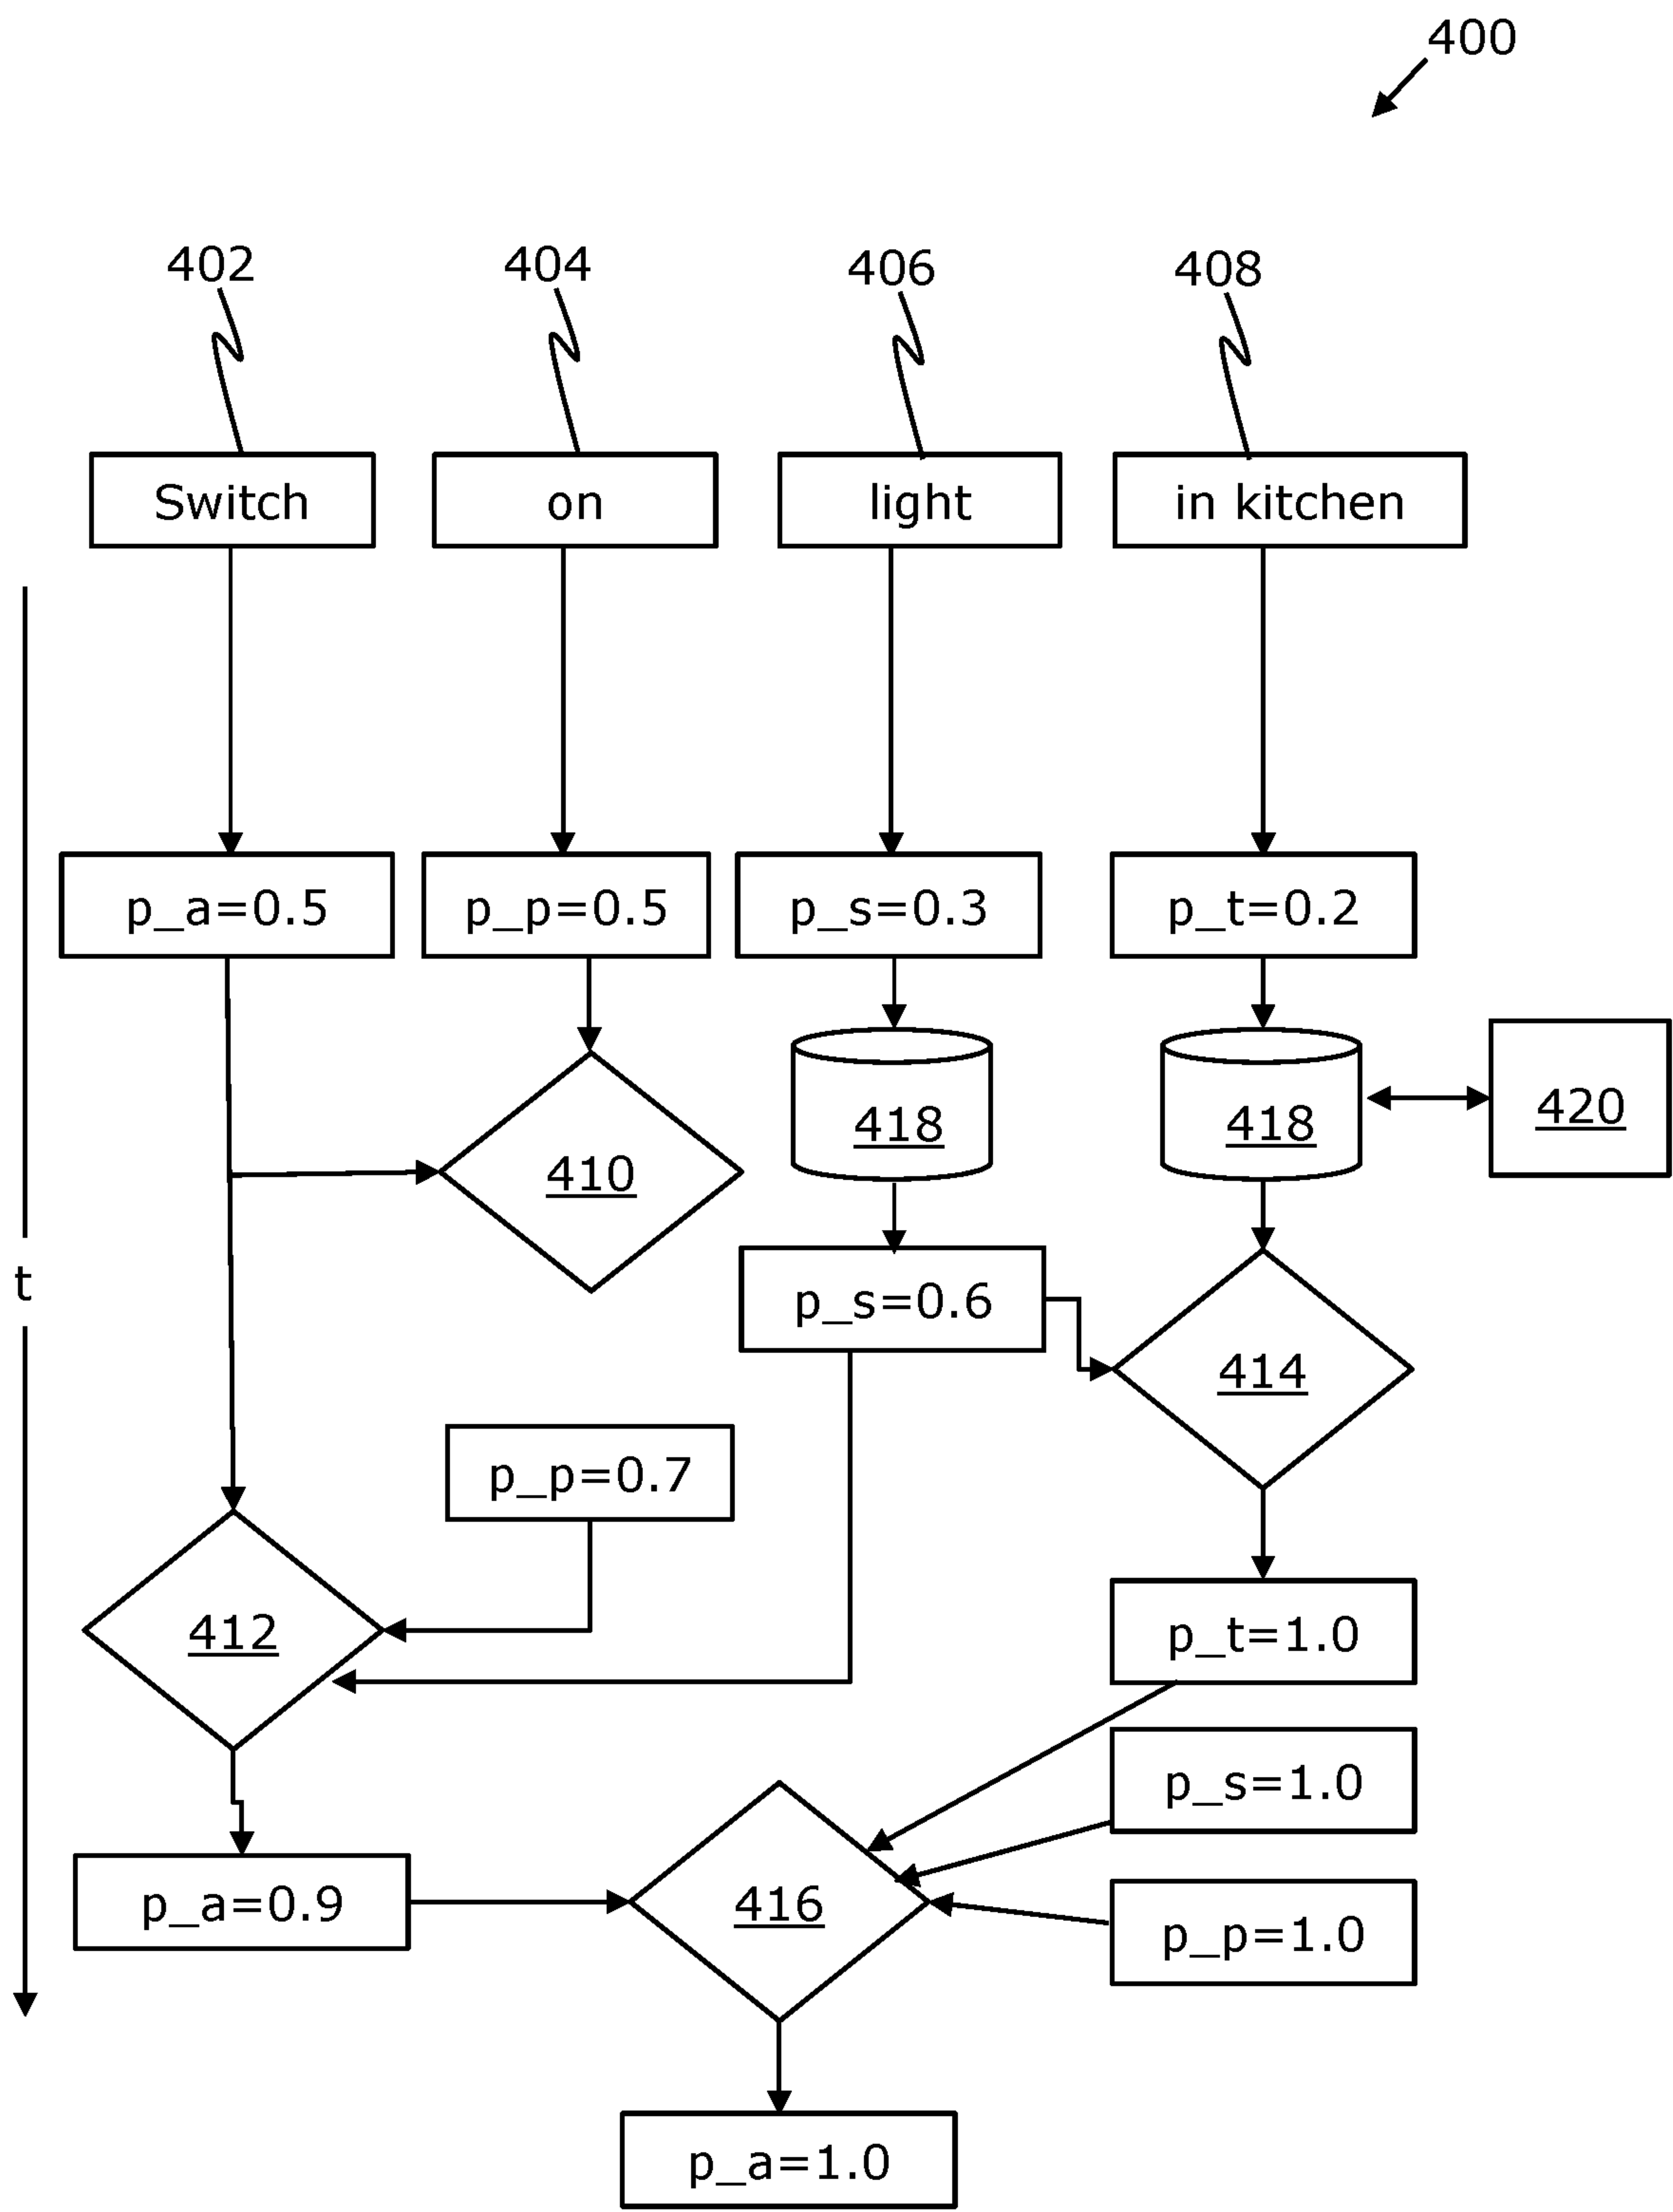 400
402
404
406
408
Switch
on
light
in kitchen
p_a=0.5
p_p=0.5
p_s=0.3
p_t=0.2
418
418
420
410
t
p_s=0.6
414
p_p=0.7
412
p_t=1.0
p_s=1.0
p_a=0.9
416
p_p=1.0
p_a=1.0